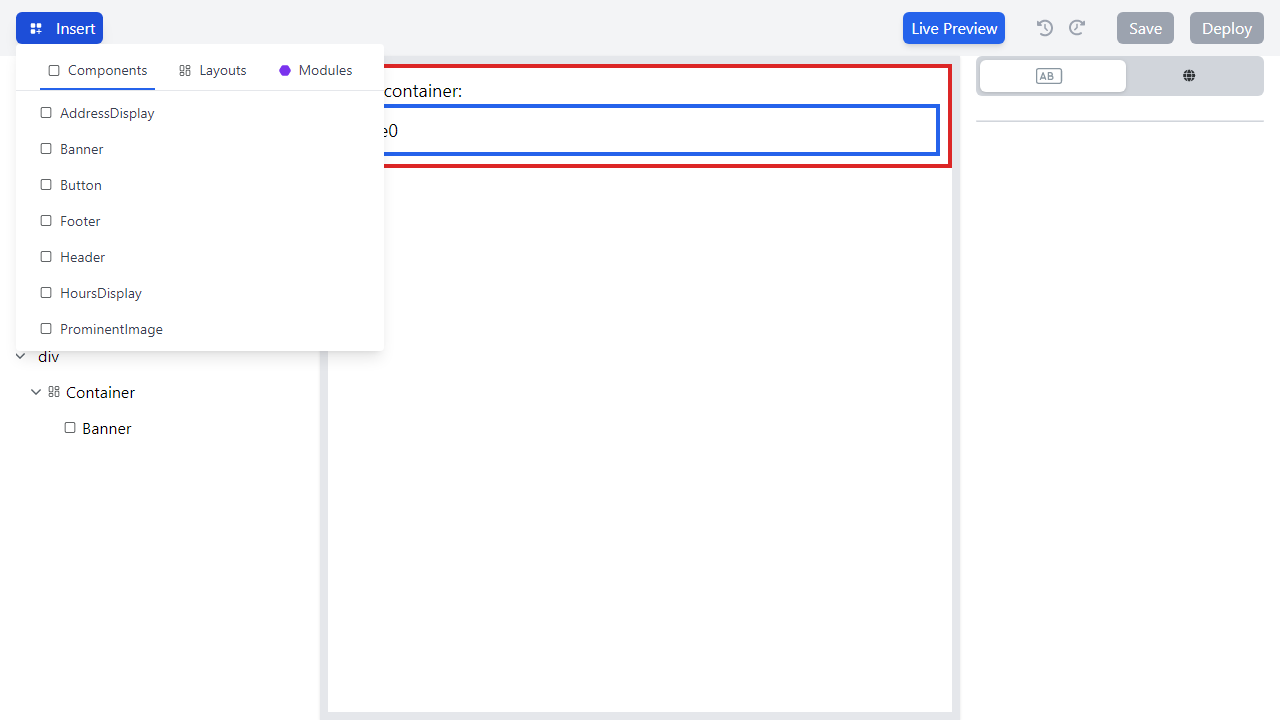 Insert
Live Preview
Save
Deploy
Components
Layouts
Modules
AB
container:
e0
AddressDisplay
Banner
Button
Footer
Header
HoursDisplay
ProminentImage
div
Container
Banner